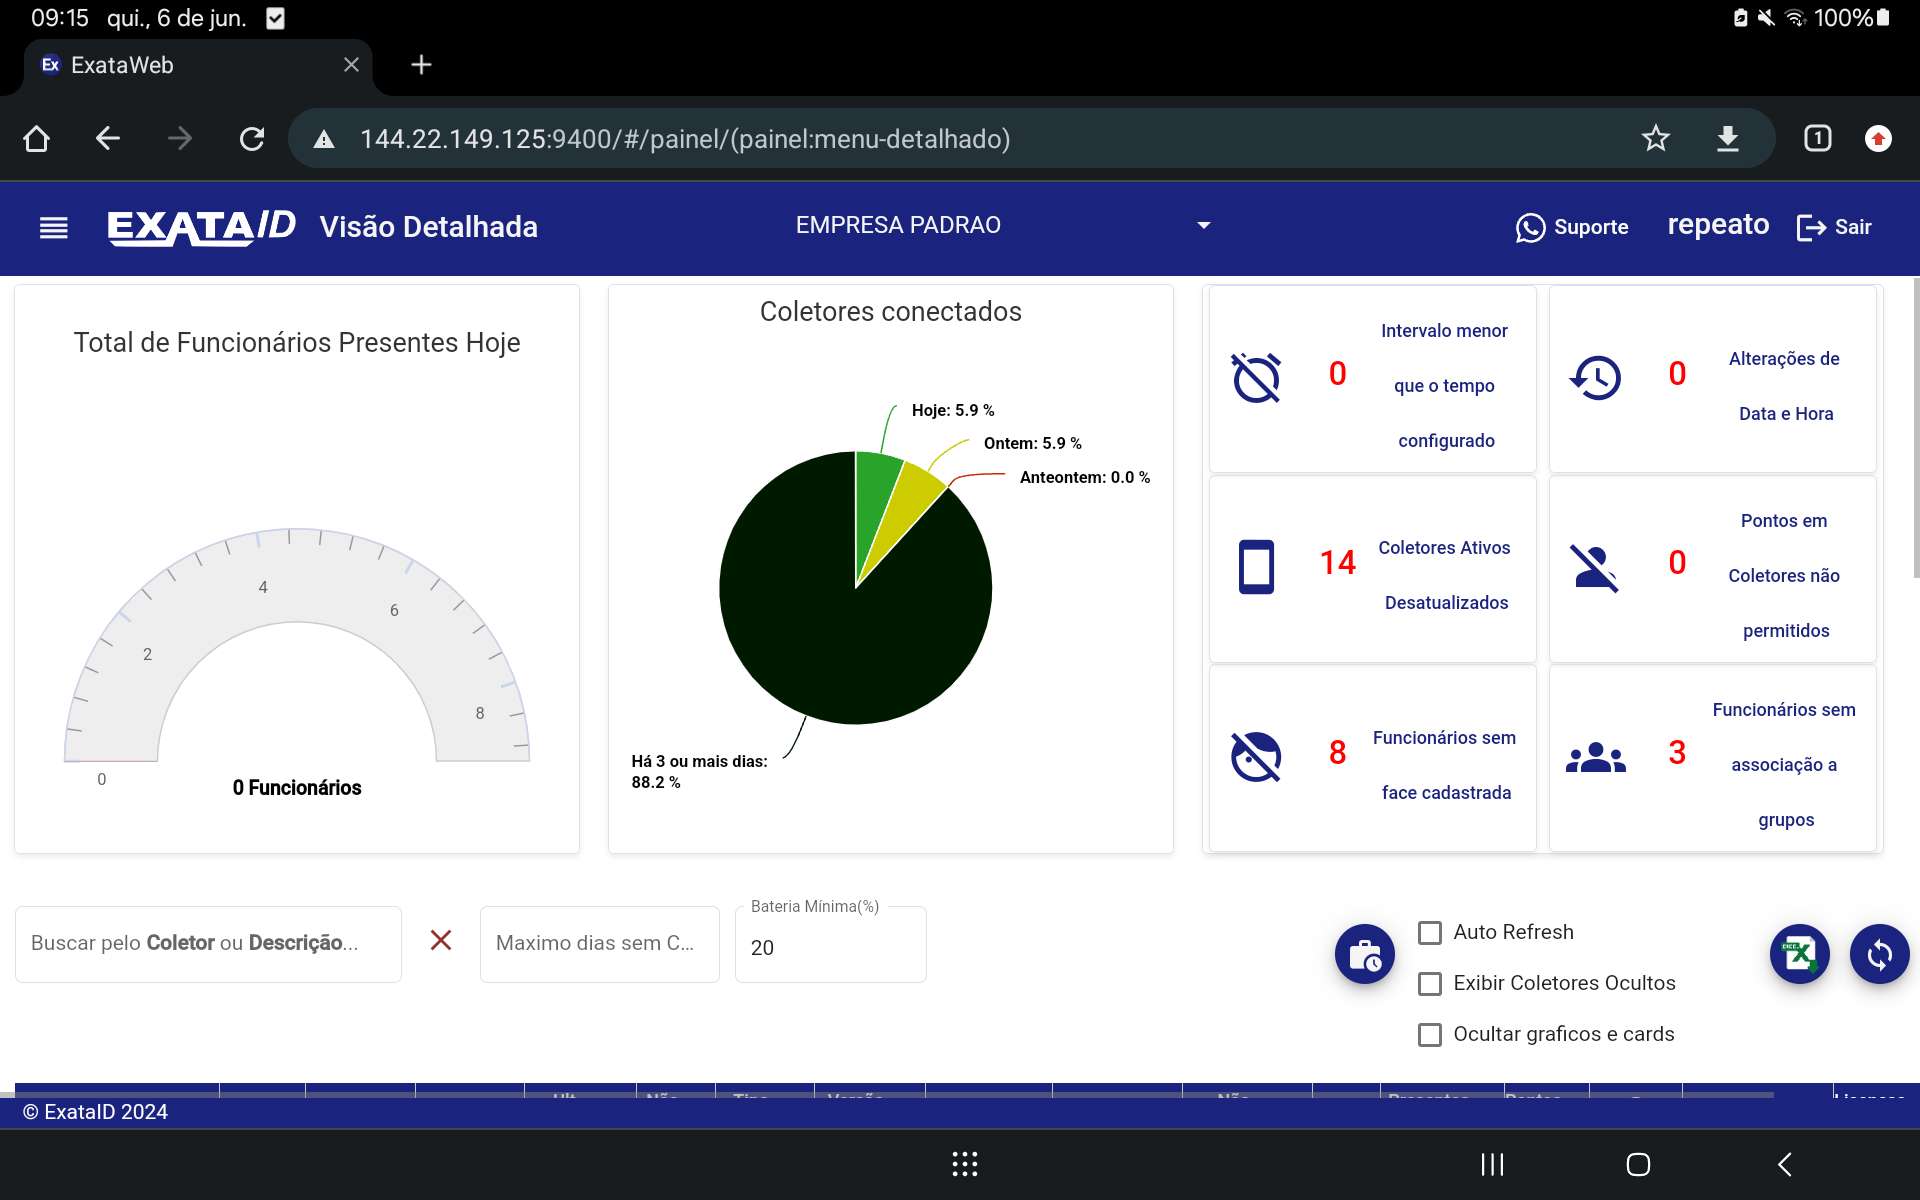 09:15 qui., 6 de jun.
100%
Ex ExataWeb
144.22.149.125:9400/#/painel/(painel:menu-detalhado)
1
EXATAID Visão Detalhada
EMPRESA PADRAO
Suporte
repeato
Sair
Total de Funcionários Presentes Hoje
0
2
4
6
8
0 Funcionários
Coletores conectados
Hoje: 5.9 %
Ontem: 5.9 %
Anteontem: 0.0 %
Há 3 ou mais dias:
88.2 %
0
Intervalo menor
que o tempo
configurado
0
Alterações de
Data e Hora
14
Coletores Ativos
Desatualizados
0
Pontos em
Coletores não
permitidos
8
Funcionários sem
face cadastrada
3
Funcionários sem
associação a
grupos
Buscar pelo Coletor ou Descrição...
Maximo dias sem C...
Bateria Mínima(%)
20
Auto Refresh
Exibir Coletores Ocultos
Ocultar graficos e cards
© ExataID 2024